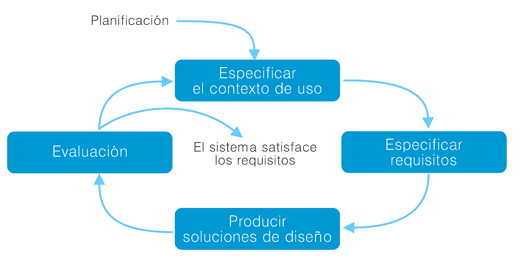 Planificación
Especificar
el contexto de uso
Evaluación
El sistema satisface
los requisitos
Especificar
requisitos
Producir
soluciones de diseño